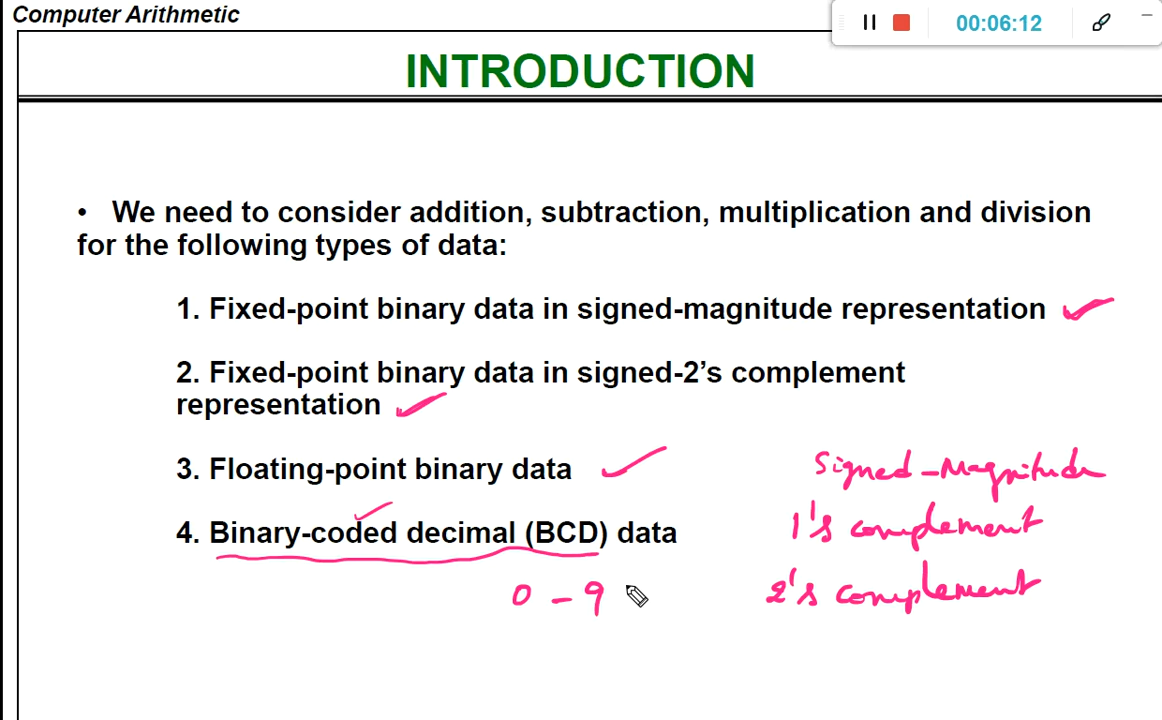 Computer Arithmetic
00:06:12
INTRODUCTION
• We need to consider addition, subtraction, multiplication and division
for the following types of data:
1. Fixed-point binary data in signed-magnitude representation
2. Fixed-point binary data in signed-2’s complement
representation
3. Floating-point binary data
Signed-Magnitude
4. Binary-coded decimal (BCD) data
1's complement
0 - 9
2's complement